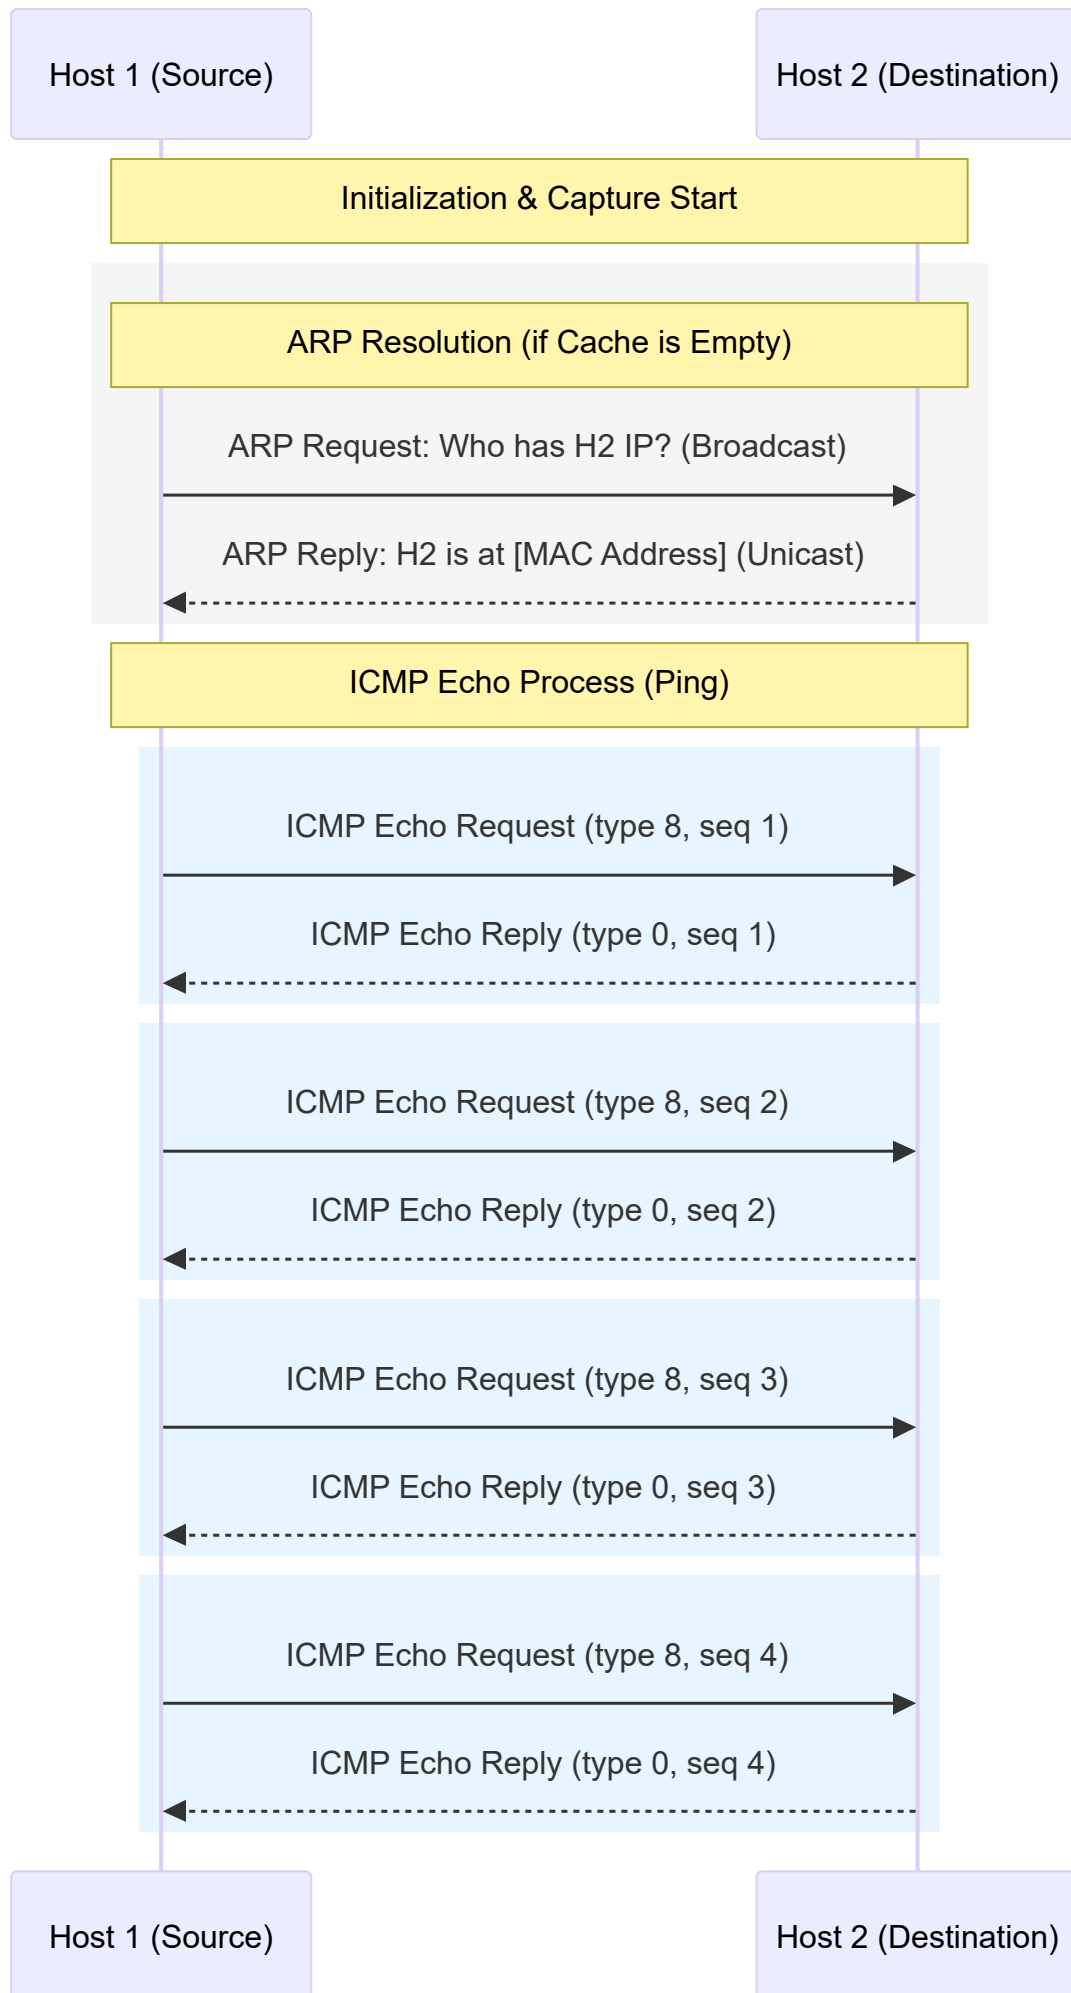 Host 1 (Source)
Host 2 (Destination)
Initialization & Capture Start
ARP Resolution (if Cache is Empty)
ARP Request: Who has H2 IP? (Broadcast)
ARP Reply: H2 is at [MAC Address] (Unicast)
ICMP Echo Process (Ping)
ICMP Echo Request (type 8, seq 1)
ICMP Echo Reply (type 0, seq 1)
ICMP Echo Request (type 8, seq 2)
ICMP Echo Reply (type 0, seq 2)
ICMP Echo Request (type 8, seq 3)
ICMP Echo Reply (type 0, seq 3)
ICMP Echo Request (type 8, seq 4)
ICMP Echo Reply (type 0, seq 4)
Host 1 (Source)
Host 2 (Destination)